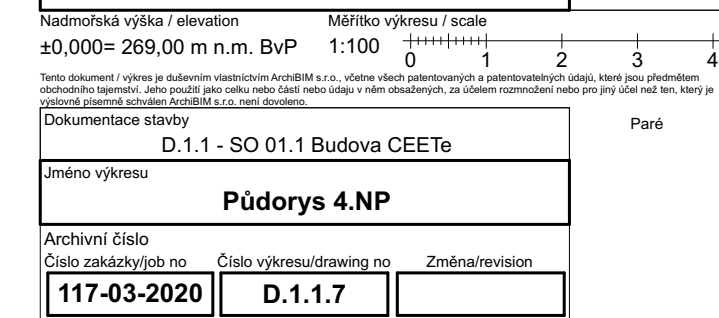 Nadmořská výška / elevation Měřítko výkresu / scale
±0,000= 269,00 m n.m. BvP 1:100 0 1 2 3 4
Tento dokument / výkres je duševním vlastnictvím ArchiBIM s.r.o., včetne všech patentovaných a patentovatelných údajú, které jsou předmětem
obchodního tajemství. Jeho použití jako celku nebo částí nebo údaju v něm obsažených, za účelem rozmnožení nebo pro jiný účel než ten, který je
výslovně písemně schválen ArchiBIM s.r.o. není dovoleno.
Dokumentace stavby Paré
D.1.1 - SO 01.1 Budova CEETe
Jméno výkresu
Půdorys 4.NP
Archivní číslo
Číslo zakázky/job no Číslo výkresu/drawing no Změna/revision
117-03-2020 D.1.1.7